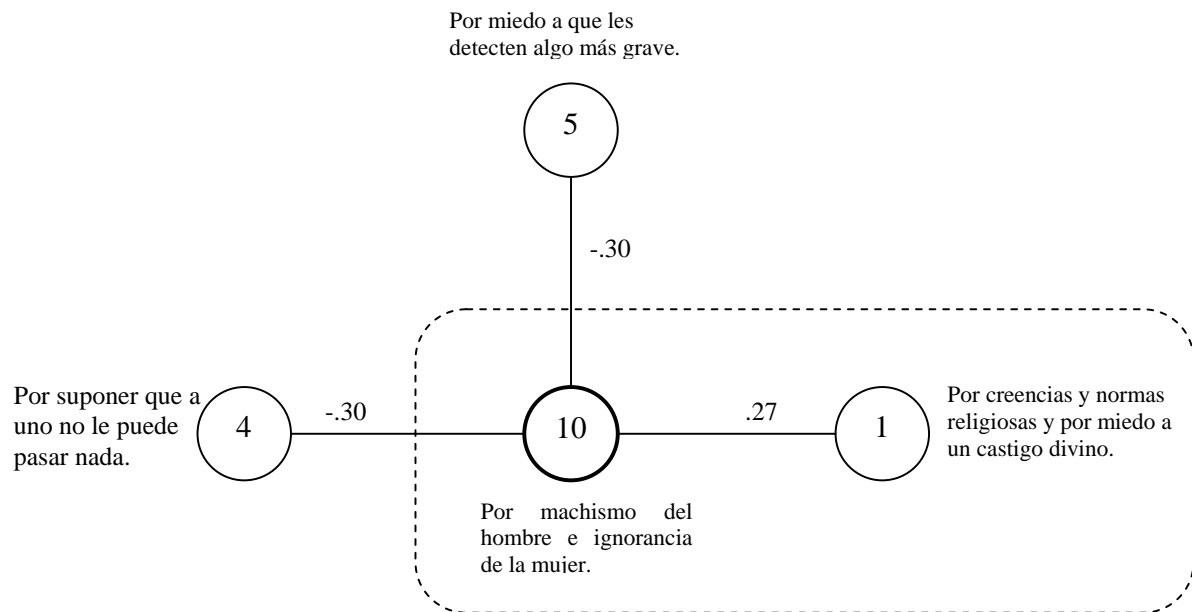 Por miedo a que les
detecten algo más grave.
5
-.30
Por suponer que a
uno no le puede
pasar nada.
4
-.30
10
.27
1
Por creencias y normas
religiosas y por miedo a
un castigo divino.
Por machismo del
hombre e ignorancia
de la mujer.